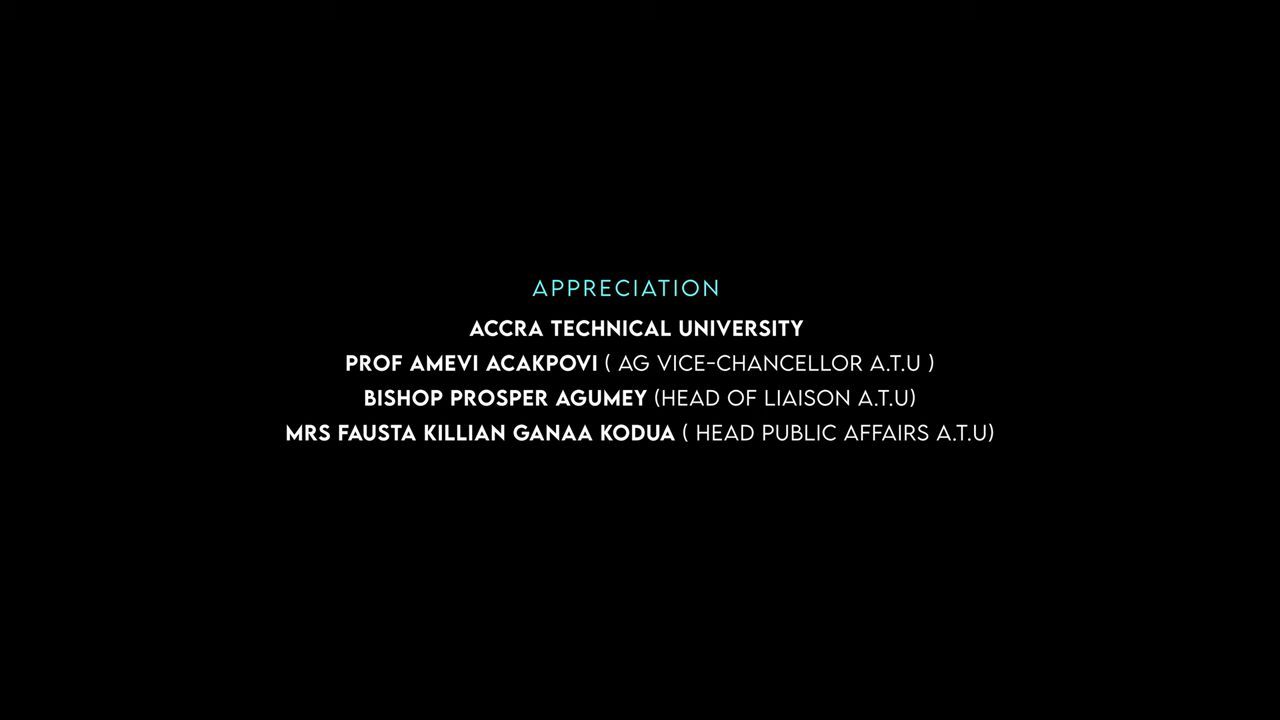 APPRECIATION
ACCRA TECHNICAL UNIVERSITY
PROF AMEVI ACAKPOVI ( AG VICE-CHANCELLOR A.T.U )
BISHOP PROSPER AGUMEY (HEAD OF LIAISON A.T.U)
MRS FAUSTA KILLIAN GANAA KODUA ( HEAD PUBLIC AFFAIRS A.T.U)